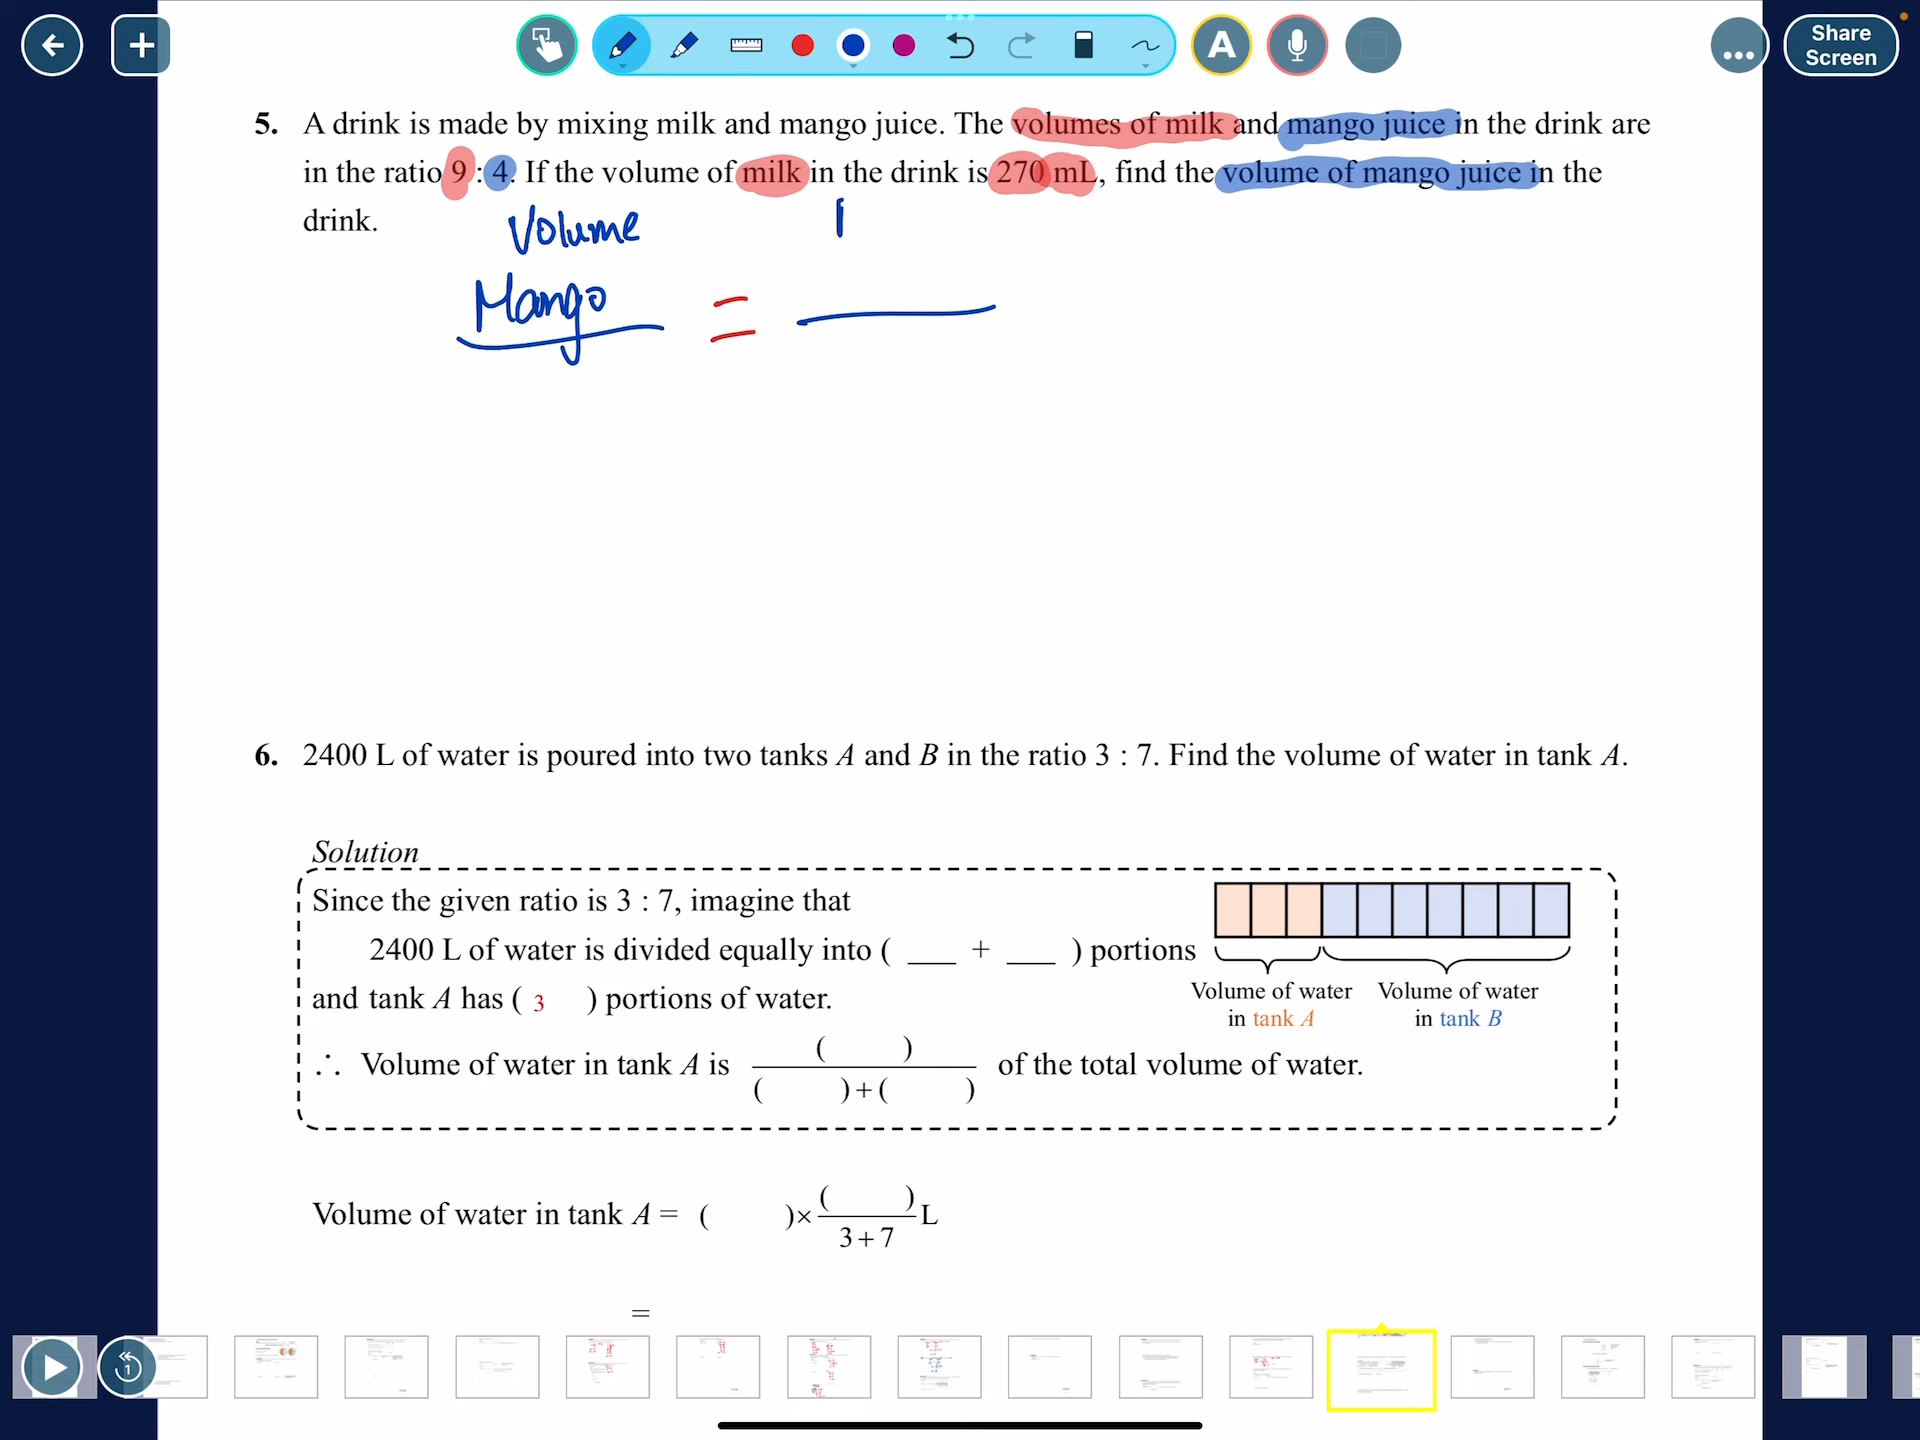 A
Share
Screen
5. A drink is made by mixing milk and mango juice. The volumes of milk and mango juice in the drink are
in the ratio 9 : 4. If the volume of milk in the drink is 270 mL, find the volume of mango juice in the
drink.
Volume
Mango = 
6. 2400 L of water is poured into two tanks A and B in the ratio 3 : 7. Find the volume of water in tank A.
Solution
Since the given ratio is 3 : 7, imagine that
2400 L of water is divided equally into ( ___ + ___ ) portions
and tank A has ( 3 ) portions of water.
Volume of water in tank A
Volume of water in tank B
∴ Volume of water in tank A is ( ) / ( ) + ( ) of the total volume of water.
Volume of water in tank A = ( ) × ( ) / 3 + 7 L
=